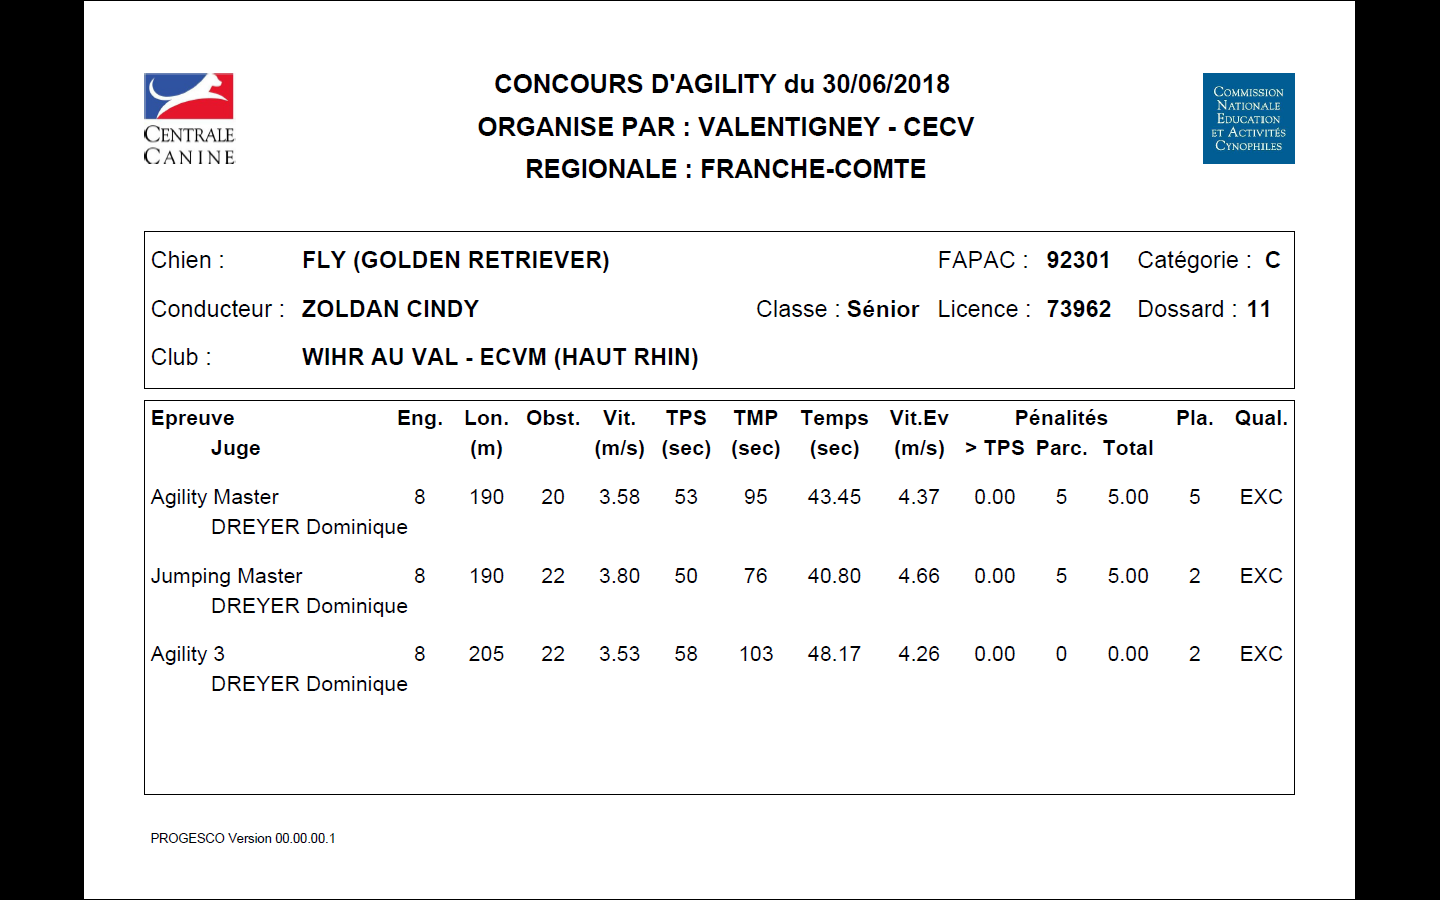 CENTRALE
CANINE
CONCOURS D'AGILITY du 30/06/2018
ORGANISE PAR : VALENTIGNEY - CECV
REGIONALE : FRANCHE-COMTE
COMMISSION
NATIONALE
EDUCATION
ET ACTIVITÉS
CYNOPHILES
Chien : FLY (GOLDEN RETRIEVER) FAPAC : 92301 Catégorie : C
Conducteur : ZOLDAN CINDY Classe : Sénior Licence : 73962 Dossard : 11
Club : WIHR AU VAL - ECVM (HAUT RHIN)
Epreuve Eng. Lon. Obst. Vit. TPS TMP Temps Vit.Ev Pénalités Pla. Qual.
Juge (m) (m/s) (sec) (sec) (sec) (m/s) > TPS Parc. Total
Agility Master 8 190 20 3.58 53 95 43.45 4.37 0.00 5 5.00 5 EXC
DREYER Dominique
Jumping Master 8 190 22 3.80 50 76 40.80 4.66 0.00 5 5.00 2 EXC
DREYER Dominique
Agility 3 8 205 22 3.53 58 103 48.17 4.26 0.00 0 0.00 2 EXC
DREYER Dominique
PROGESCO Version 00.00.00.1